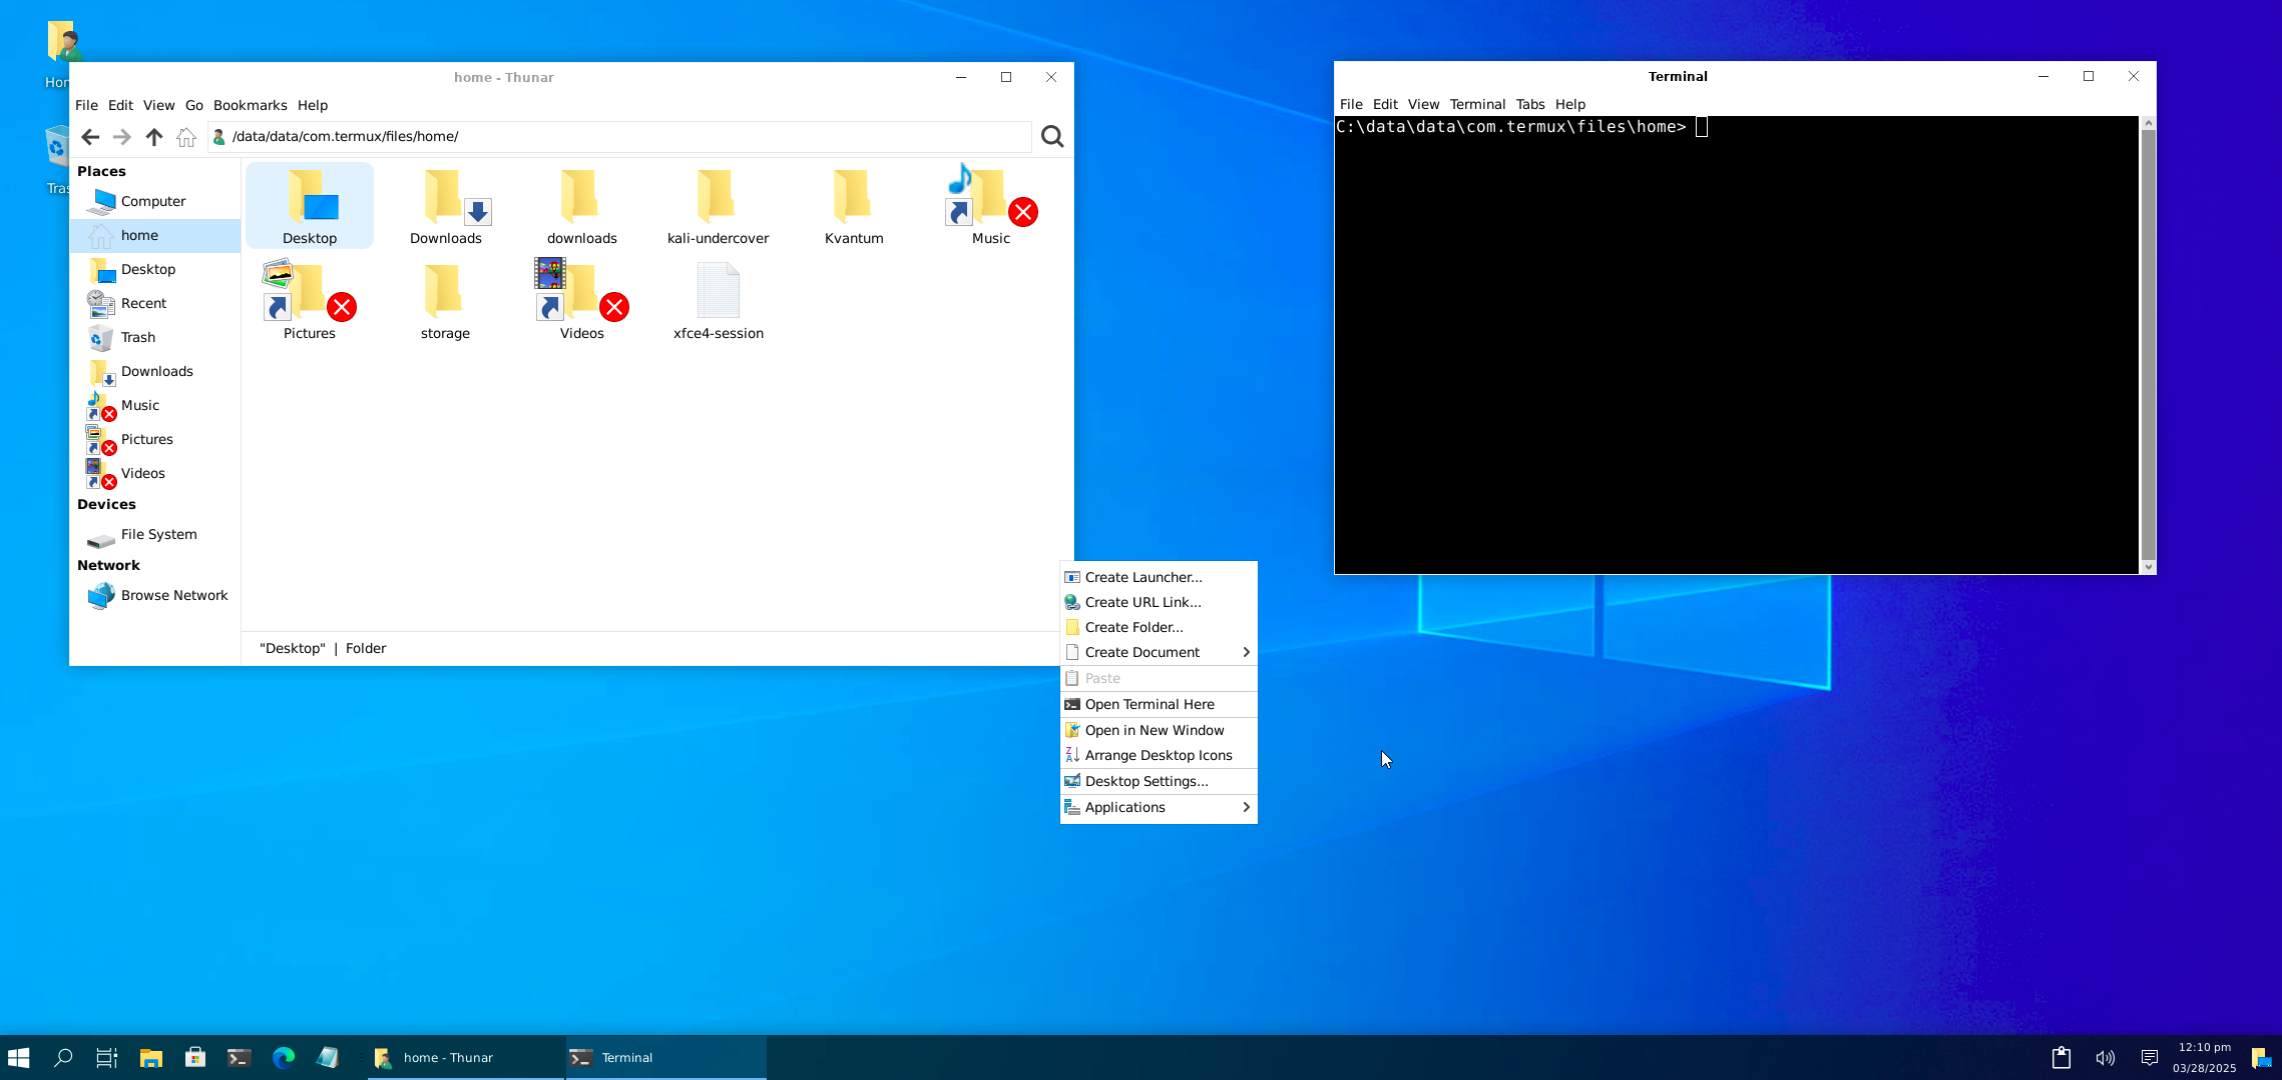 Hor
Tras
home - Thunar
File Edit View Go Bookmarks Help
/data/data/com.termux/files/home/
Places
Computer
home
Desktop
Recent
Trash
Downloads
Music
Pictures
Videos
Devices
File System
Network
Browse Network
Desktop Downloads downloads kali-undercover Kvantum Music
Pictures storage Videos xfce4-session
"Desktop" | Folder
Create Launcher...
Create URL Link...
Create Folder...
Create Document
Paste
Open Terminal Here
Open in New Window
Arrange Desktop Icons
Desktop Settings...
Applications
Terminal
File Edit View Terminal Tabs Help
C:\data\data\com.termux\files\home>
home - Thunar
Terminal
12:10 pm
03/28/2025